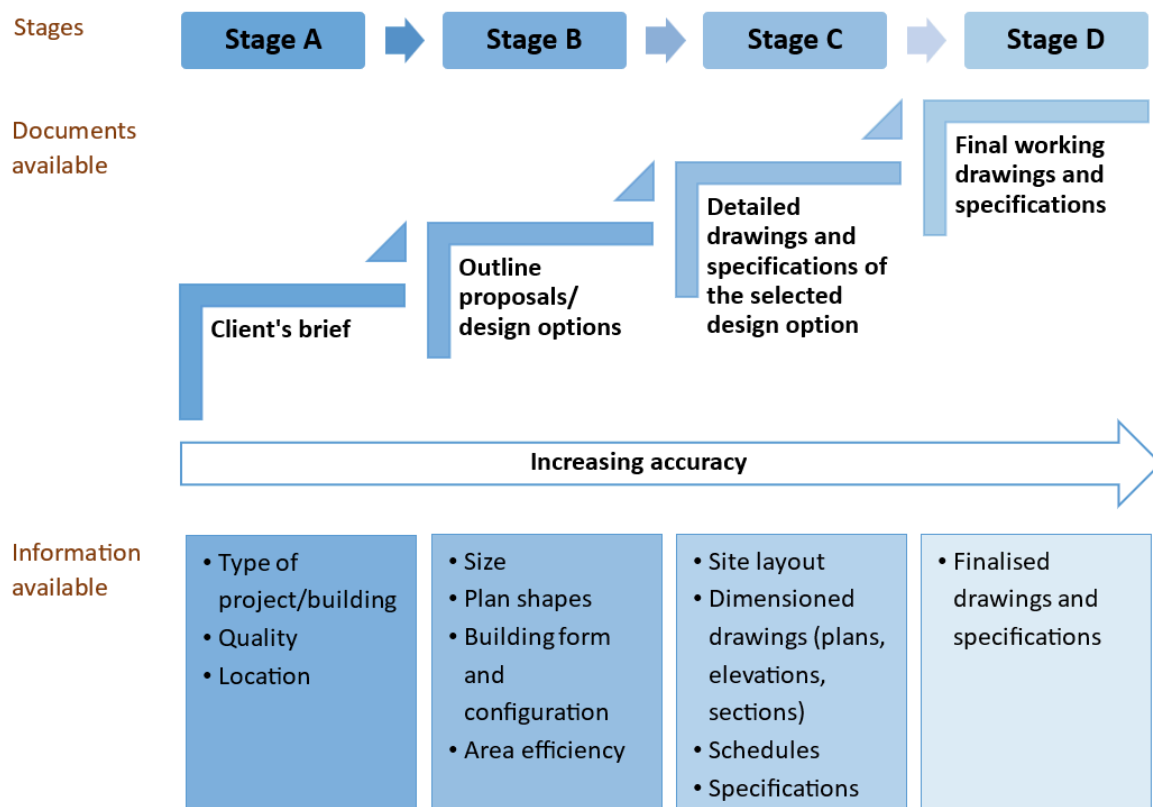 Stages
Stage A
Stage B
Stage C
Stage D
Documents
available
Client's brief
Outline
proposals/
design options
Detailed
drawings and
specifications of
the selected
design option
Final working
drawings and
specifications
Increasing accuracy
Information
available
• Type of
project/building
• Quality
• Location
• Size
• Plan shapes
• Building form
and
configuration
• Area efficiency
• Site layout
• Dimensioned
drawings (plans,
elevations,
sections)
• Schedules
• Specifications
• Finalised
drawings and
specifications